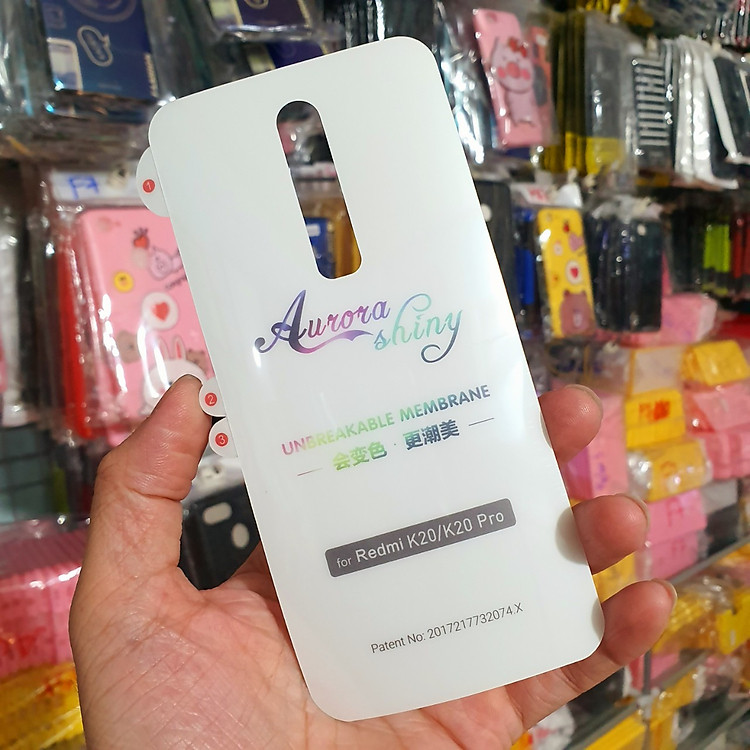 1
Aurora
shiny
UNBREAKABLE MEMBRANE
2
会变色·更潮美
3
for Redmi K20/K20 Pro
Patent No: 2017217732074.X